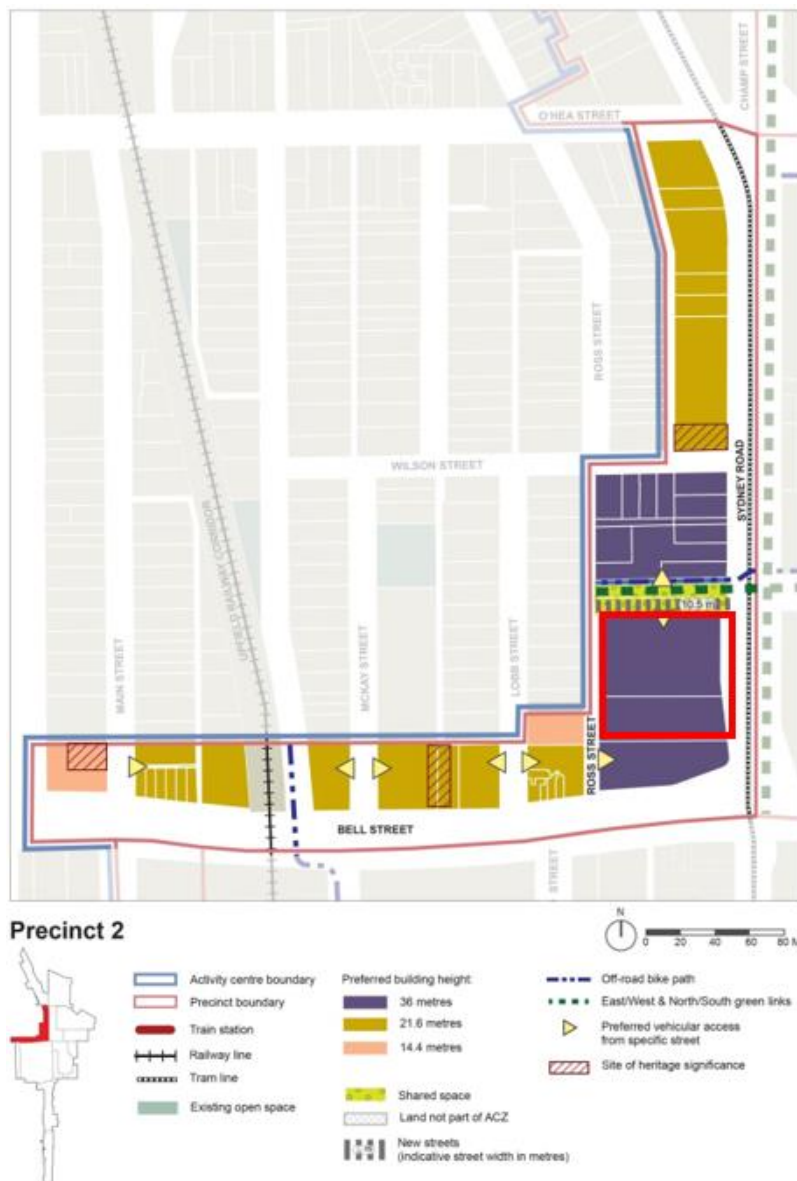 O'HEA STREET
CHAMP STREET
ROSS STREET
SYDNEY ROAD
WILSON STREET
UPFIELD RAILWAY CORRIDOR
10.5 m
MAIN STREET
MCKAY STREET
LOBB STREET
ROSS STREET
BELL STREET
STREET
Precinct 2
N
0 20 40 60 80 M
Activity centre boundary
Precinct boundary
Train station
Railway line
Tram line
Existing open space
Preferred building height:
36 metres
21.6 metres
14.4 metres
Shared space
Land not part of ACZ
New streets
(indicative street width in metres)
Off-road bike path
East/West & North/South green links
Preferred vehicular access
from specific street
Site of heritage significance